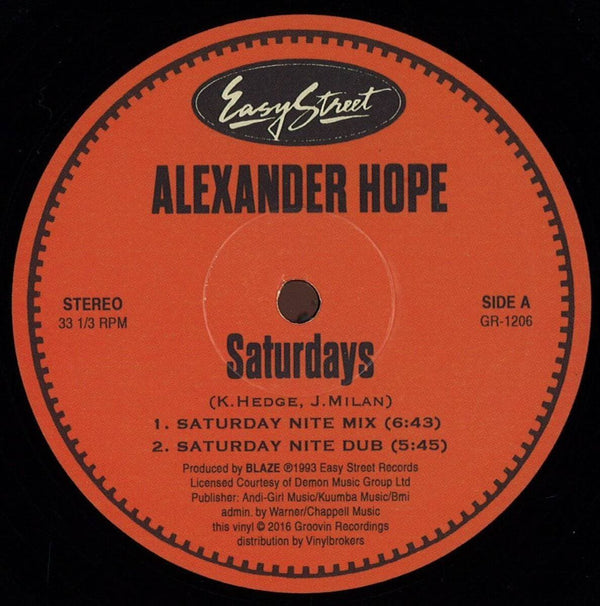 Easy Street
ALEXANDER HOPE
STEREO
33 1/3 RPM
SIDE A
GR-1206
Saturdays
(K.HEDGE, J.MILAN)
1. SATURDAY NITE MIX (6:43)
2. SATURDAY NITE DUB (5:45)
Produced by BLAZE ℗1993 Easy Street Records
Licensed Courtesy of Demon Music Group Ltd
Publisher: Andi-Girl Music/Kuumba Music/Bmi
admin. by Warner/Chappell Music
this vinyl © 2016 Groovin Recordings
distribution by Vinylbrokers